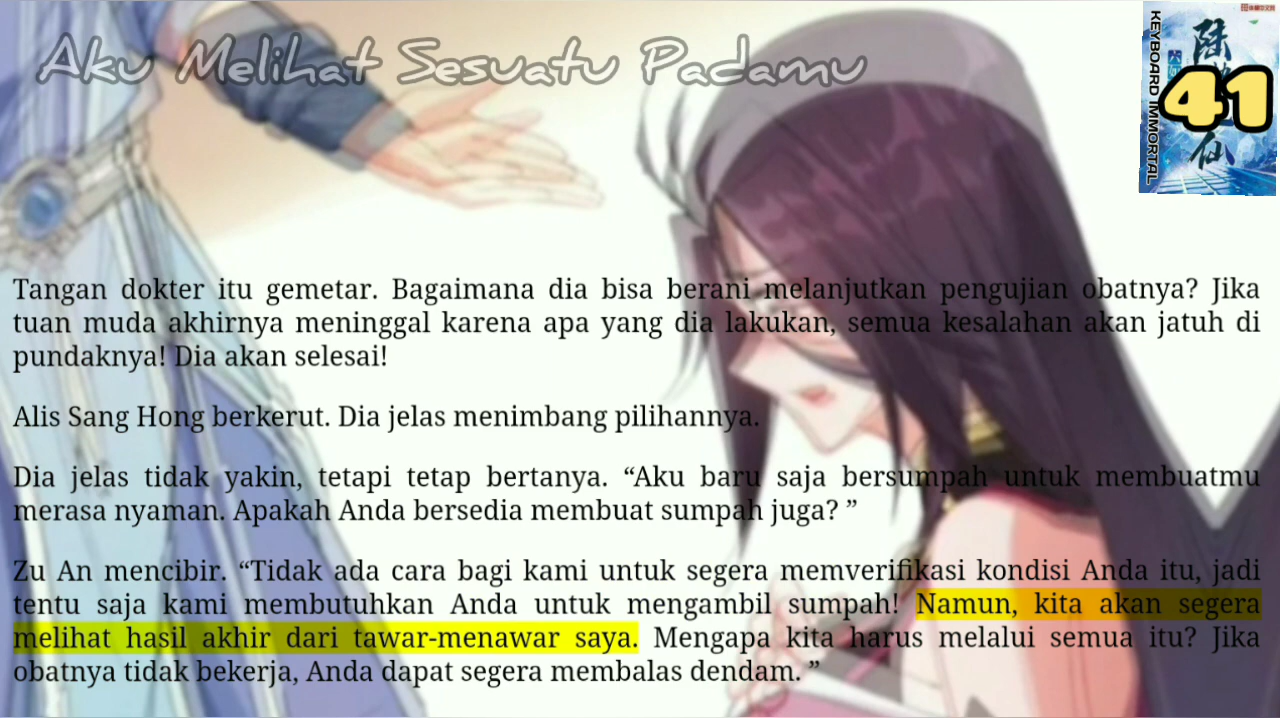 Aku Melihat Sesuatu Padamu
KEYBOARD IMMORTAL
41
Tangan dokter itu gemetar. Bagaimana dia bisa berani melanjutkan pengujian obatnya? Jika
tuan muda akhirnya meninggal karena apa yang dia lakukan, semua kesalahan akan jatuh di
pundaknya! Dia akan selesai!
Alis Sang Hong berkerut. Dia jelas menimbang pilihannya.
Dia jelas tidak yakin, tetapi tetap bertanya. “Aku baru saja bersumpah untuk membuatmu
merasa nyaman. Apakah Anda bersedia membuat sumpah juga? ”
Zu An mencibir. “Tidak ada cara bagi kami untuk segera memverifikasi kondisi Anda itu, jadi
tentu saja kami membutuhkan Anda untuk mengambil sumpah! Namun, kita akan segera
melihat hasil akhir dari tawar-menawar saya. Mengapa kita harus melalui semua itu? Jika
obatnya tidak bekerja, Anda dapat segera membalas dendam. ”